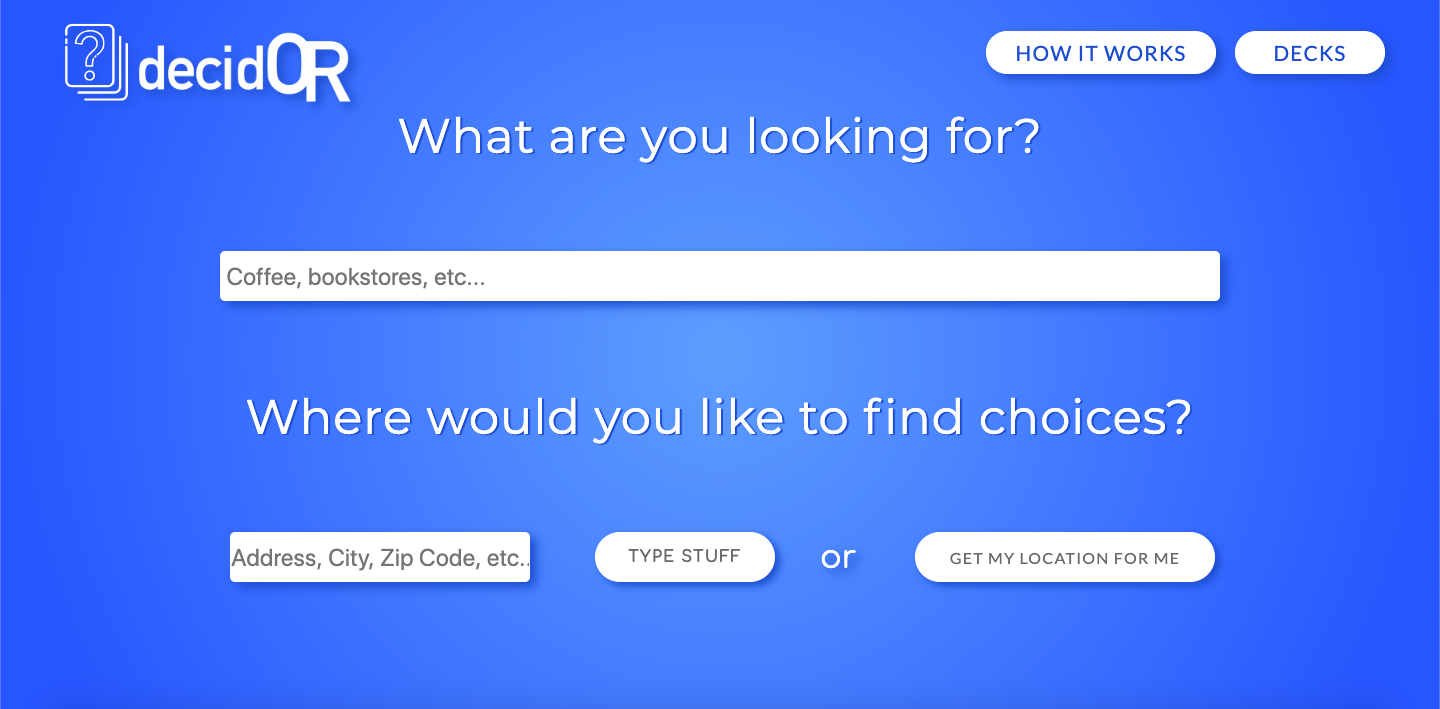 ?
decidOR
HOW IT WORKS
DECKS
What are you looking for?
Coffee, bookstores, etc...
Where would you like to find choices?
Address, City, Zip Code, etc..
TYPE STUFF
or
GET MY LOCATION FOR ME